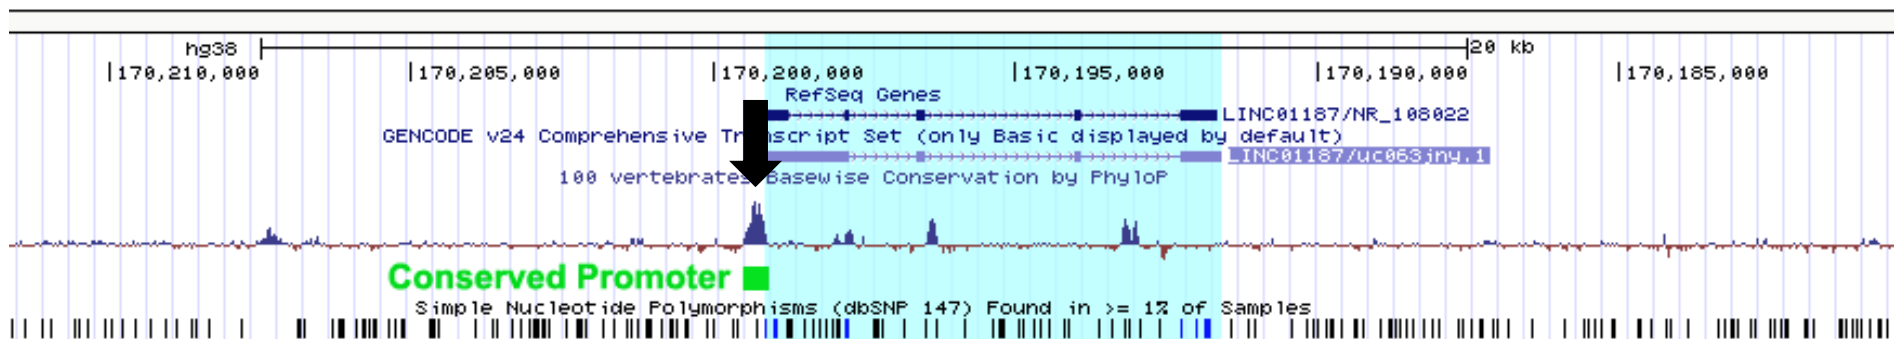 hg38 20 kb
|170,210,000 |170,205,000 |170,200,000 |170,195,000 |170,190,000 |170,185,000
RefSeq Genes
LINC01187/NR_108022
GENCODE v24 Comprehensive Transcript Set (only Basic displayed by default)
LINC01187/uc063jny.1
100 vertebrates Basewise Conservation by PhyloP
Conserved Promoter
Simple Nucleotide Polymorphisms (dbSNP 147) Found in >= 1% of Samples